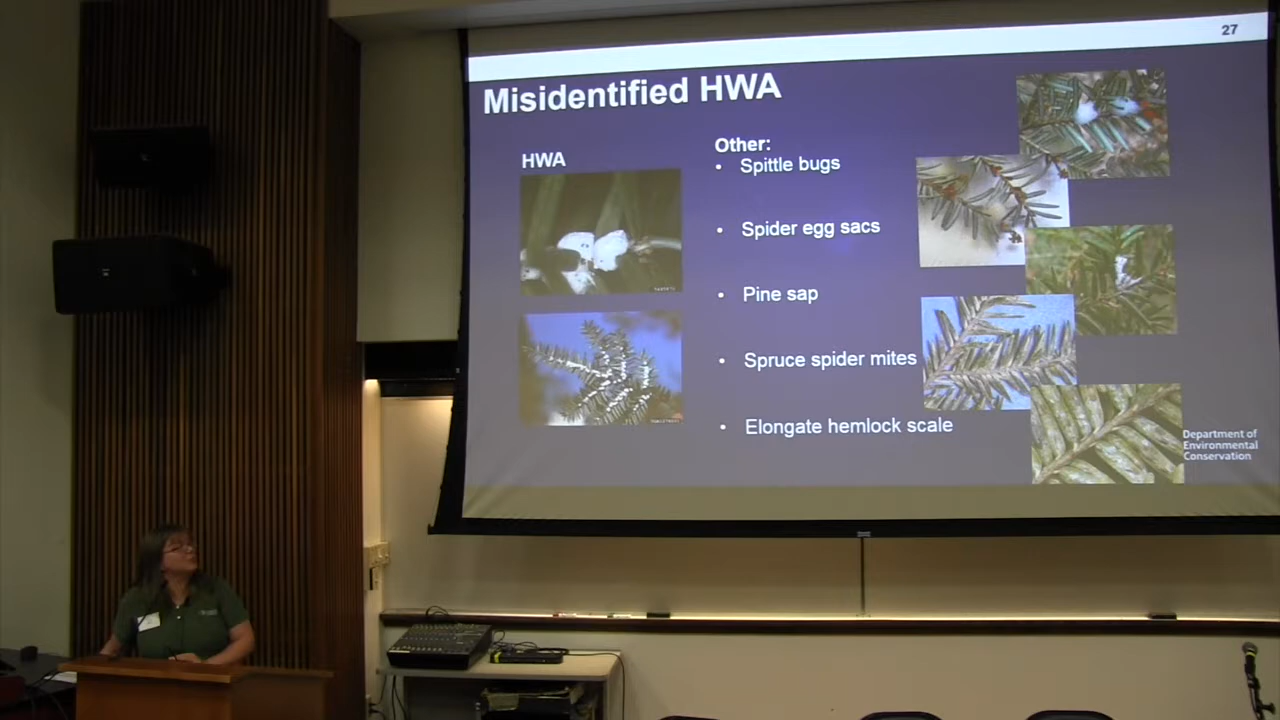 27
Misidentified HWA
HWA
Other:
• Spittle bugs
• Spider egg sacs
• Pine sap
• Spruce spider mites
• Elongate hemlock scale
Department of
Environmental
Conservation